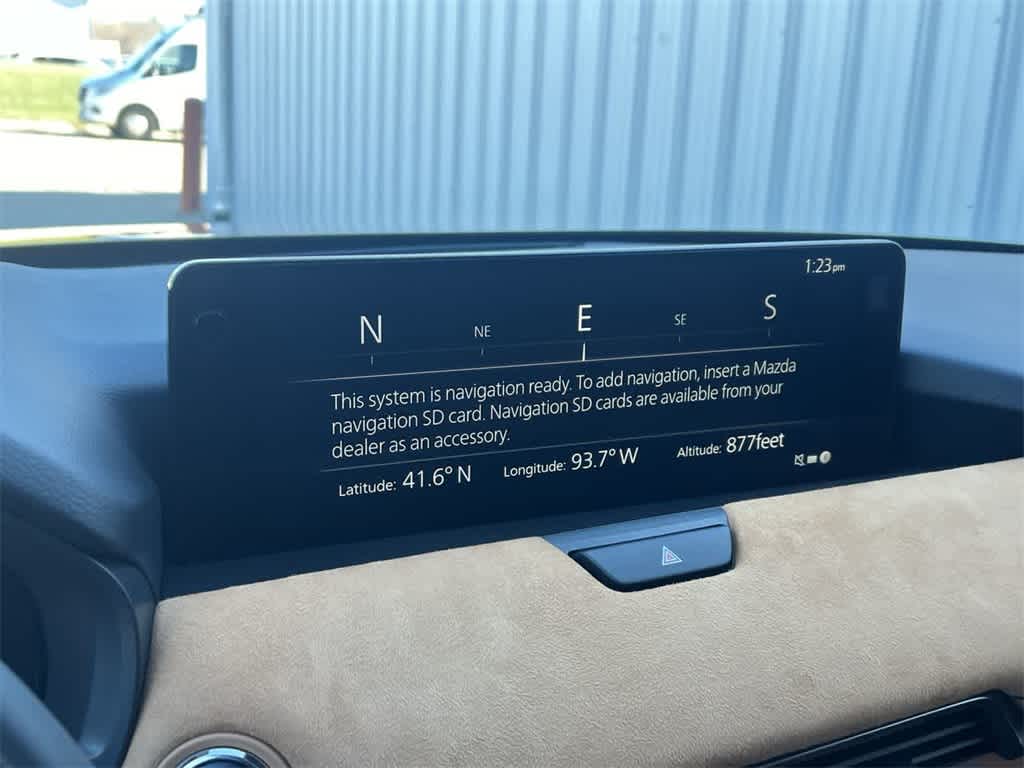 1:23pm
N NE E SE S
This system is navigation ready. To add navigation, insert a Mazda
navigation SD card. Navigation SD cards are available from your
dealer as an accessory.
Latitude: 41.6° N Longitude: 93.7° W Altitude: 877feet